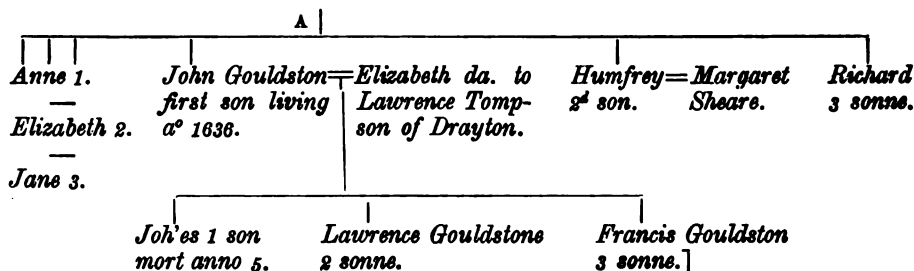 A
Anne 1.
Elizabeth 2.
Jane 3.
John Gouldston
first son living
aº 1636.
Elizabeth da. to
Lawrence Tomp-
son of Drayton.
Humfrey=Margaret
2ᵈ son. Sheare.
Richard
3 sonne.
Joh'es 1 son
mort anno 5.
Lawrence Gouldstone
2 sonne.
Francis Gouldston
3 sonne.]